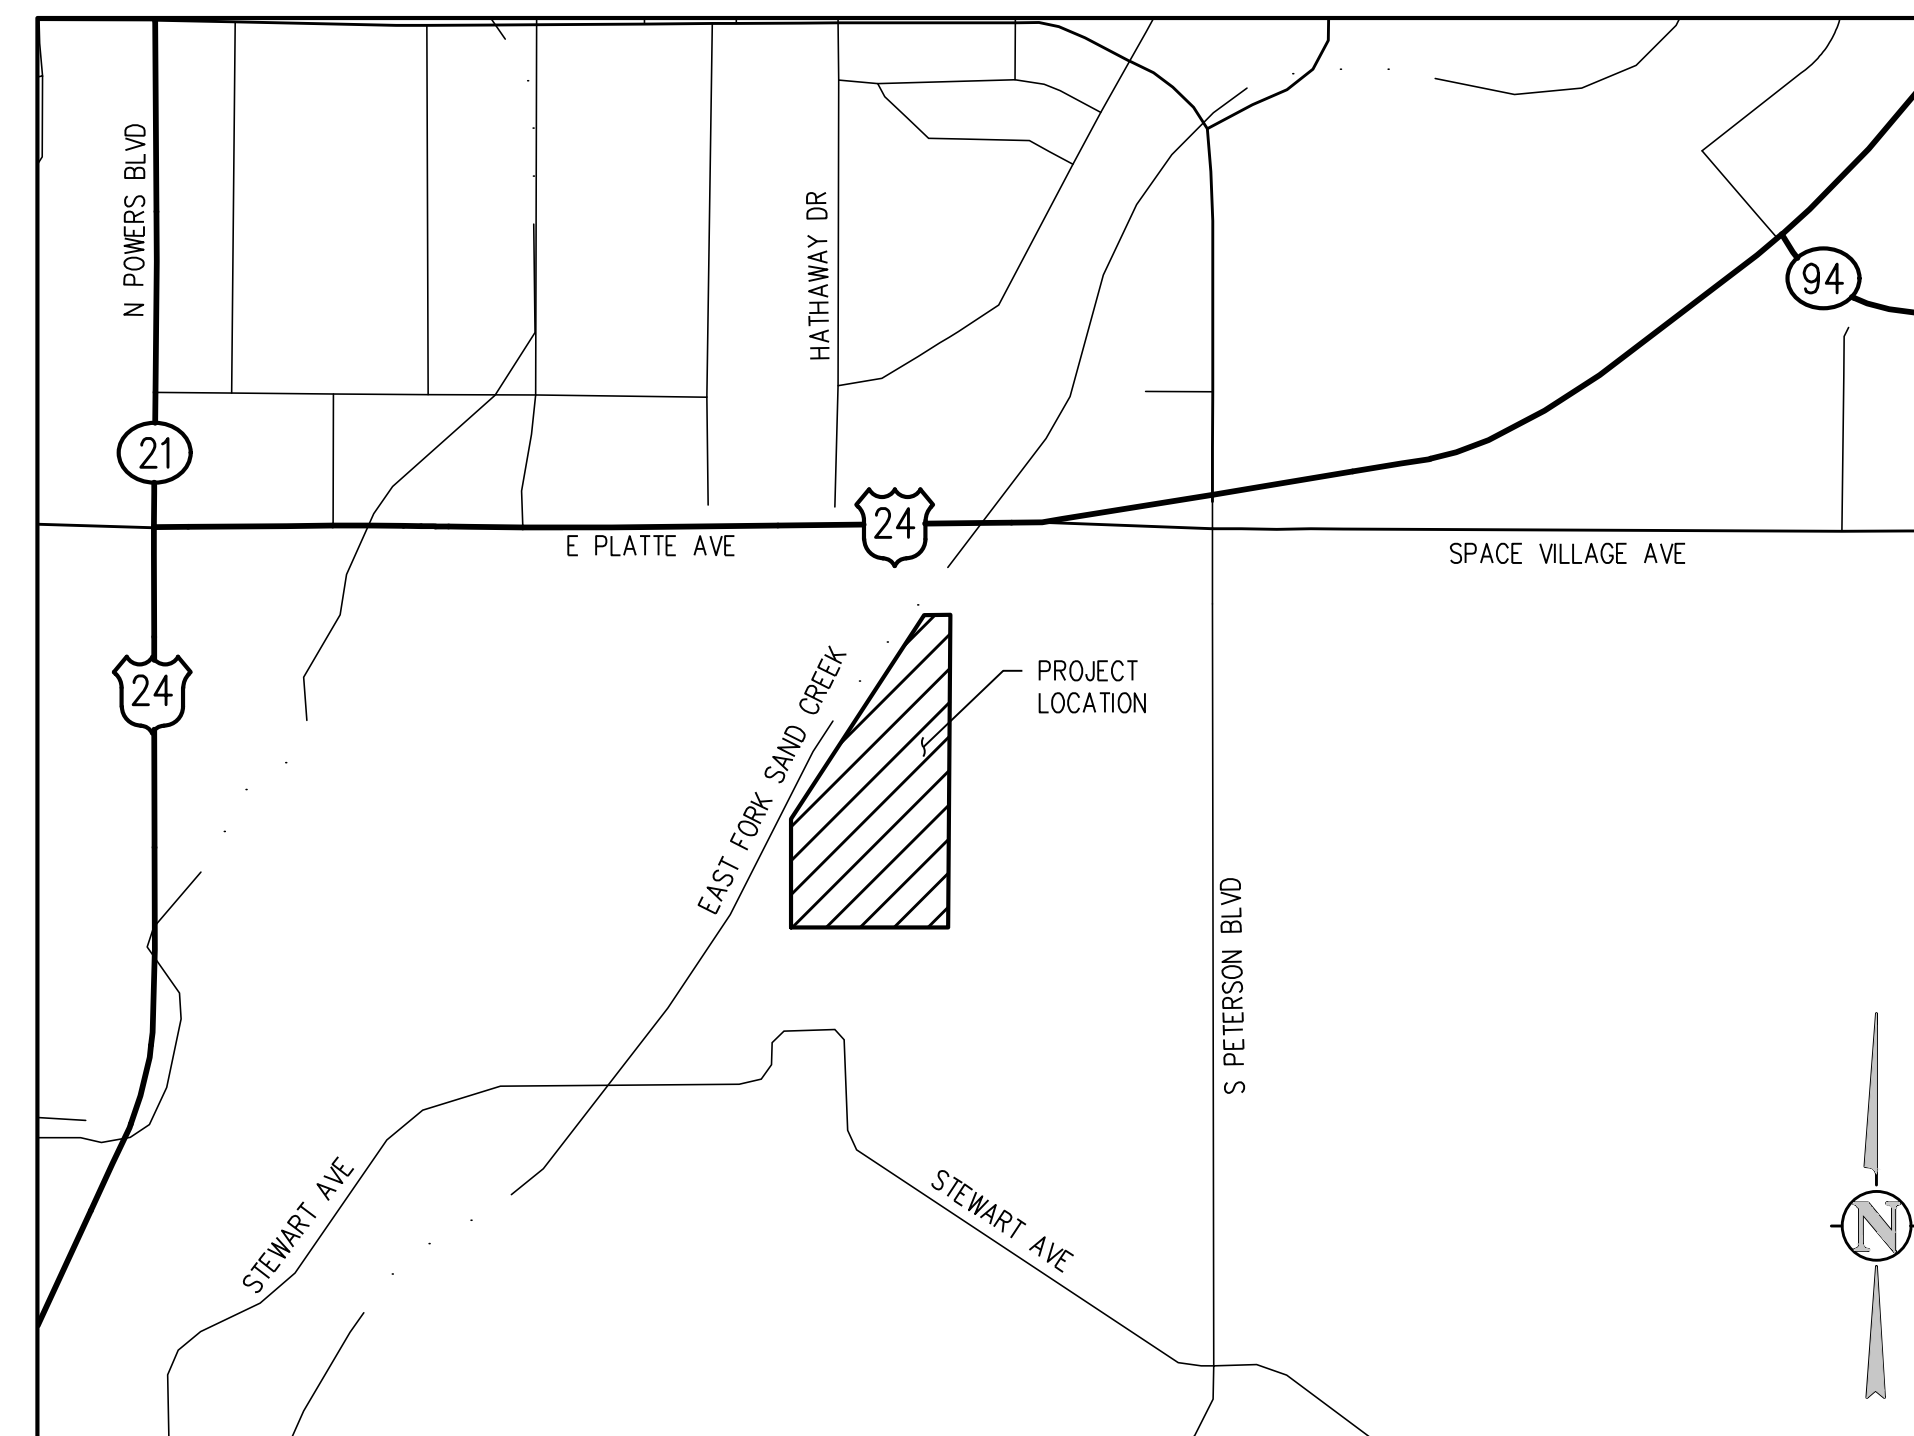 N POWERS BLVD
HATHAWAY DR
94
21
24
E PLATTE AVE
SPACE VILLAGE AVE
24
PROJECT
LOCATION
EAST FORK SAND CREEK
S PETERSON BLVD
STEWART AVE
STEWART AVE
N